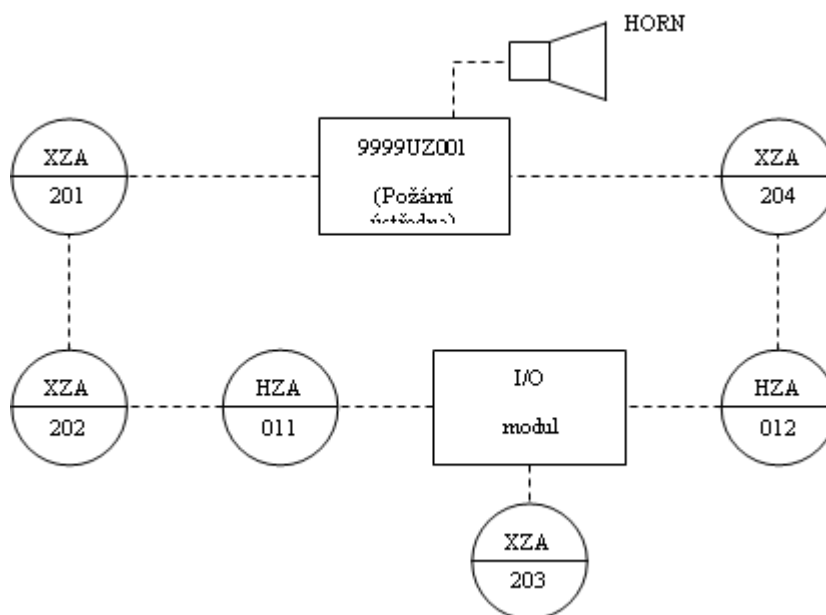 HORN
9999UZ001
(Požární
XZA
201
XZA
204
XZA
202
HZA
011
I/O
modul
HZA
012
XZA
203